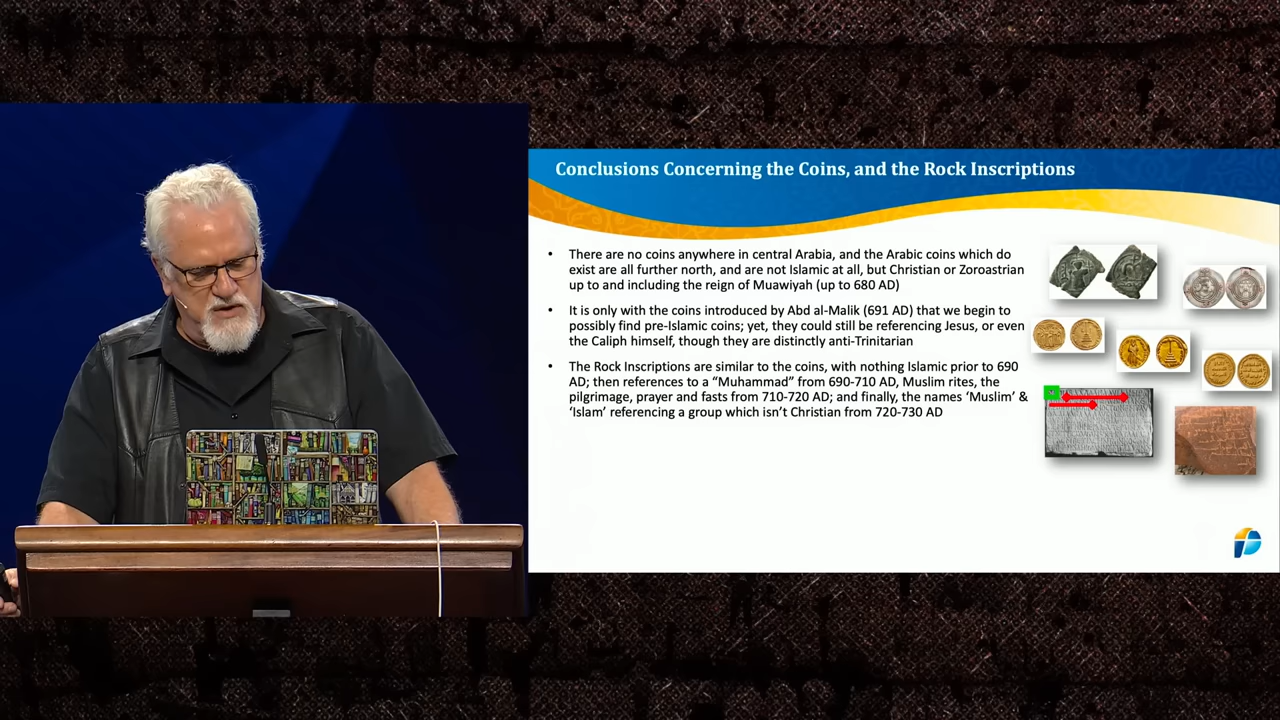 Conclusions Concerning the Coins, and the Rock Inscriptions
• There are no coins anywhere in central Arabia, and the Arabic coins which do
exist are all further north, and are not Islamic at all, but Christian or Zoroastrian
up to and including the reign of Muawiyah (up to 680 AD)
• It is only with the coins introduced by Abd al-Malik (691 AD) that we begin to
possibly find pre-Islamic coins; yet, they could still be referencing Jesus, or even
the Caliph himself, though they are distinctly anti-Trinitarian
• The Rock Inscriptions are similar to the coins, with nothing Islamic prior to 690
AD; then references to a “Muhammad” from 690-710 AD, Muslim rites, the
pilgrimage, prayer and fasts from 710-720 AD; and finally, the names ‘Muslim’ &
‘Islam’ referencing a group which isn’t Christian from 720-730 AD